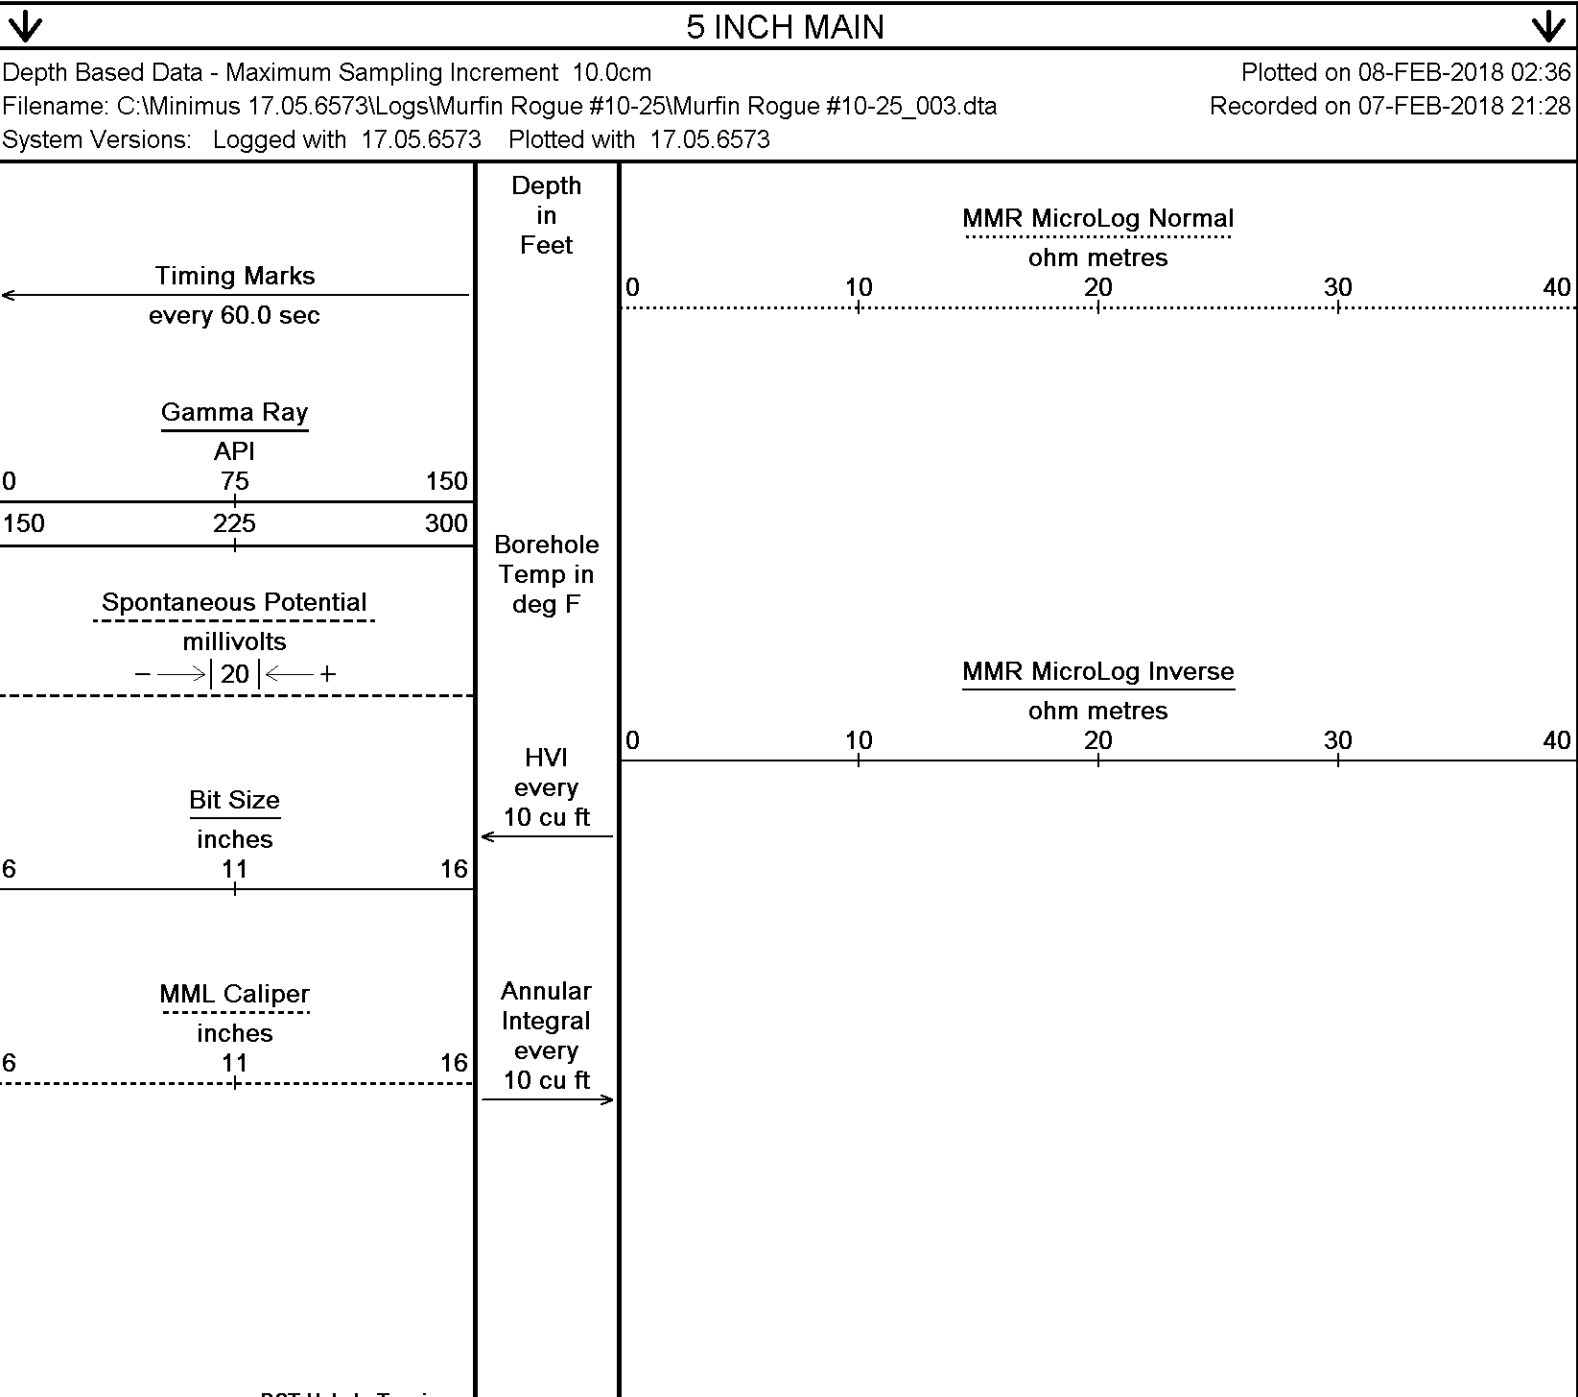 5 INCH MAIN
Depth Based Data - Maximum Sampling Increment 10.0cm
Plotted on 08-FEB-2018 02:36
Filename: C:\Minimus 17.05.6573\Logs\Murfin Rogue #10-25\Murfin Rogue #10-25_003.dta
Recorded on 07-FEB-2018 21:28
System Versions: Logged with 17.05.6573 Plotted with 17.05.6573
Timing Marks
every 60.0 sec
Gamma Ray
API
0 75 150
150 225 300
Spontaneous Potential
millivolts
− 20 +
Bit Size
inches
6 11 16
MML Caliper
inches
6 11 16
Depth
in
Feet
Borehole
Temp in
deg F
HVI
every
10 cu ft
Annular
Integral
every
10 cu ft
MMR MicroLog Normal
ohm metres
0 10 20 30 40
MMR MicroLog Inverse
ohm metres
0 10 20 30 40